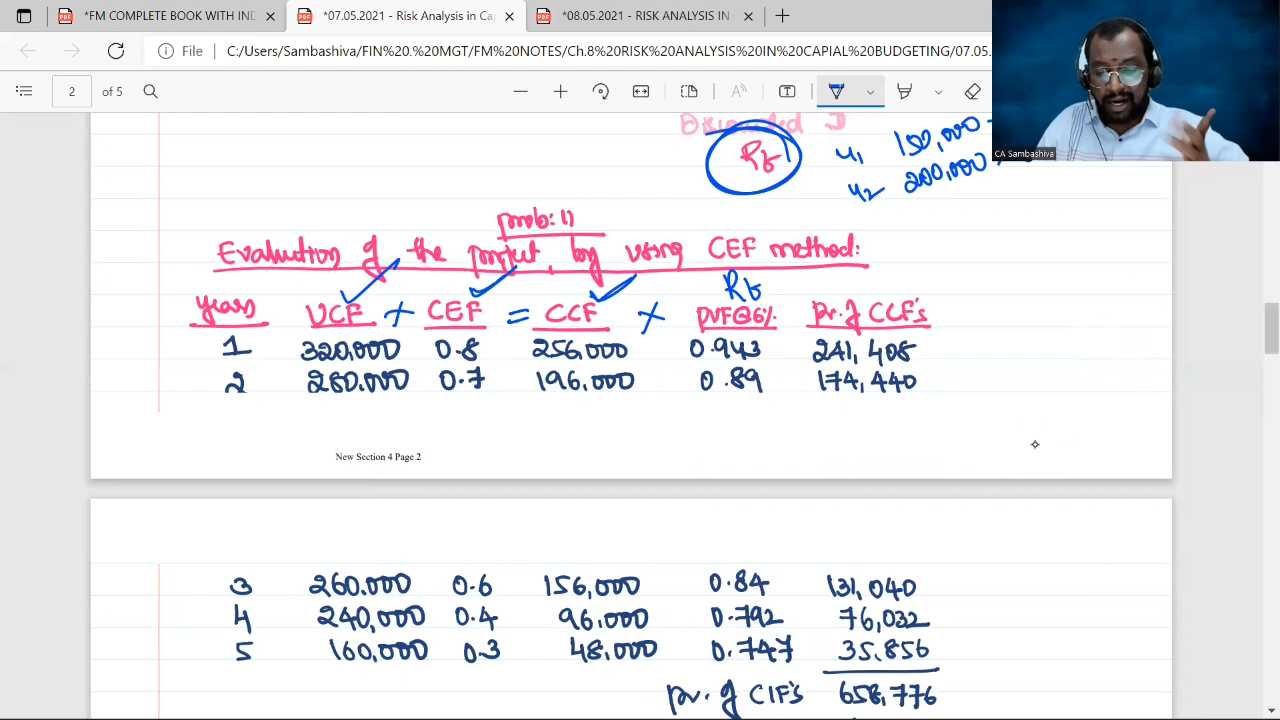 *FM COMPLETE BOOK WITH IND
*07.05.2021 - Risk Analysis in Ca
*08.05.2021 - RISK ANALYSIS IN
File C:/Users/Sambashiva/FIN%20.%20MGT/FM%20NOTES/Ch.8%20RISK%20ANALYSIS%20IN%20CAPIAL%20BUDGETING/07.05.
2 of 5
CA Sambashiva
Discounted
Rf
y1 150,000
y2 200,000
prob: 1)
Evaluation of the project, by using CEF method:
Rf
years UCF × CEF = CCF × PVF@6% pv. of CCF's
1 320,000 0.8 256,000 0.943 241,408
2 280,000 0.7 196,000 0.89 174,440
New Section 4 Page 2
3 260,000 0.6 156,000 0.84 131,040
4 240,000 0.4 96,000 0.792 76,032
5 160,000 0.3 48,000 0.747 35,856
pv. of CIF's 658,776